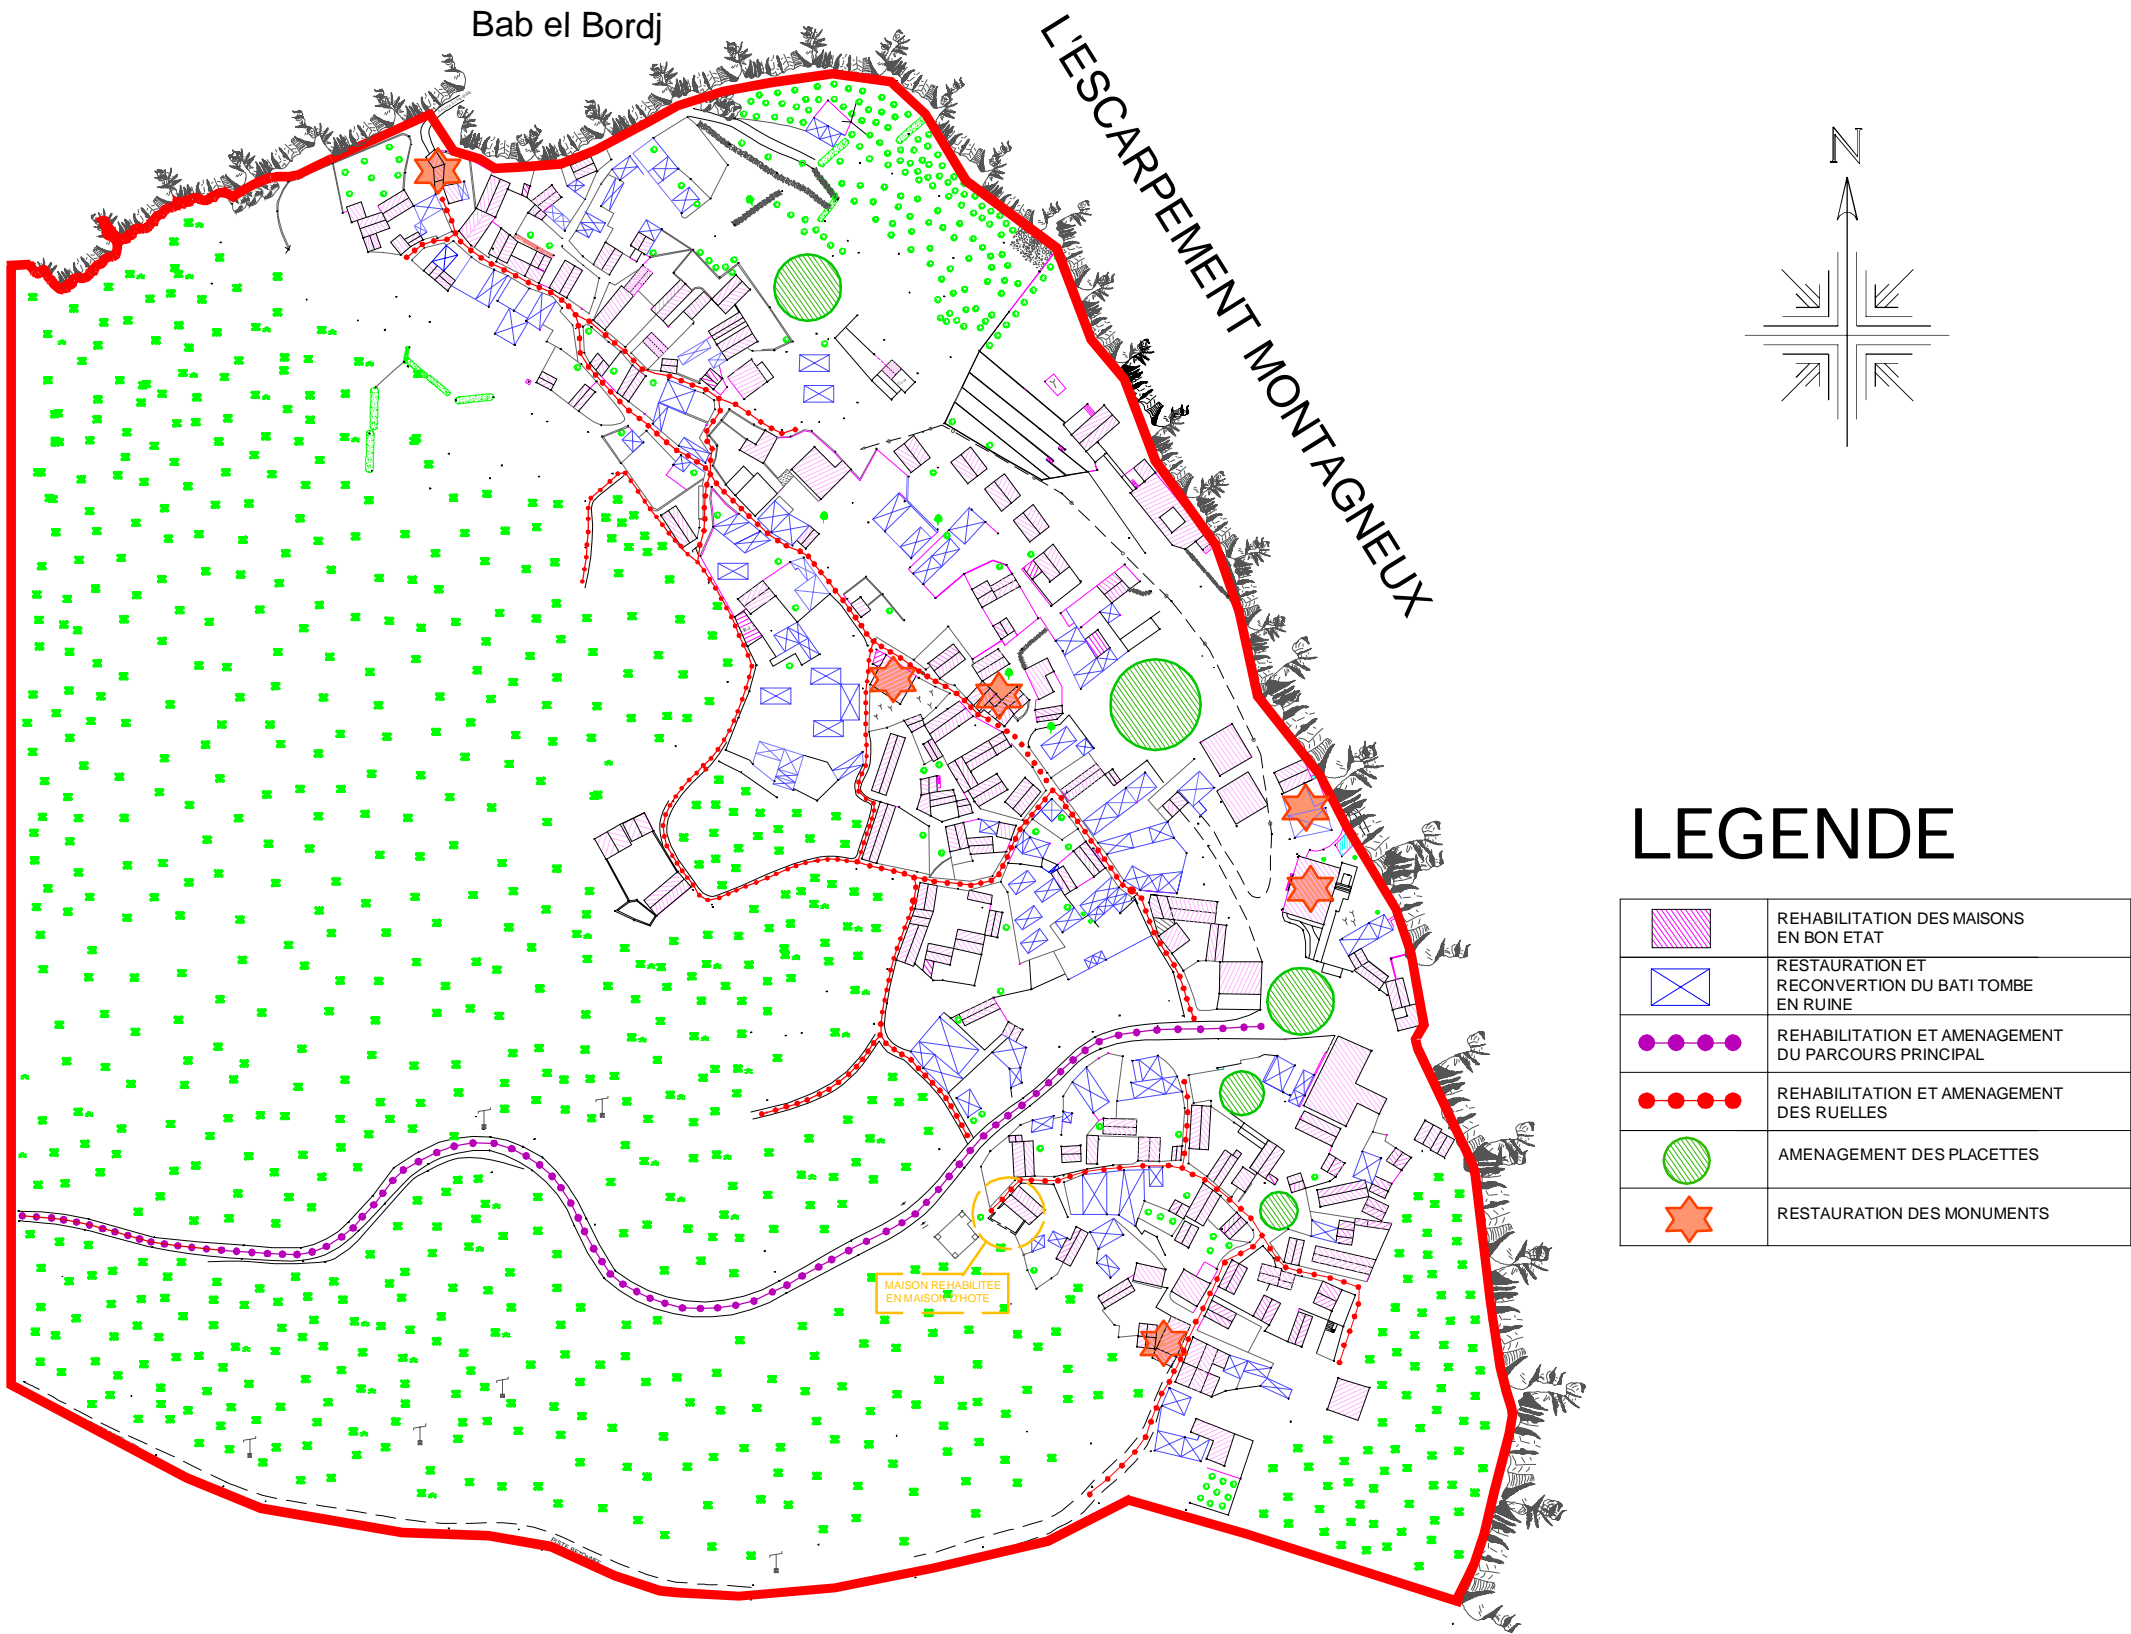 Bab el Bordj
L'ESCARPEMENT MONTAGNEUX
N
LEGENDE
REHABILITATION DES MAISONS
EN BON ETAT
RESTAURATION ET
RECONVERTION DU BATI TOMBE
EN RUINE
REHABILITATION ET AMENAGEMENT
DU PARCOURS PRINCIPAL
REHABILITATION ET AMENAGEMENT
DES RUELLES
AMENAGEMENT DES PLACETTES
RESTAURATION DES MONUMENTS
MAISON REHABILITEE
EN MAISON D'HOTE